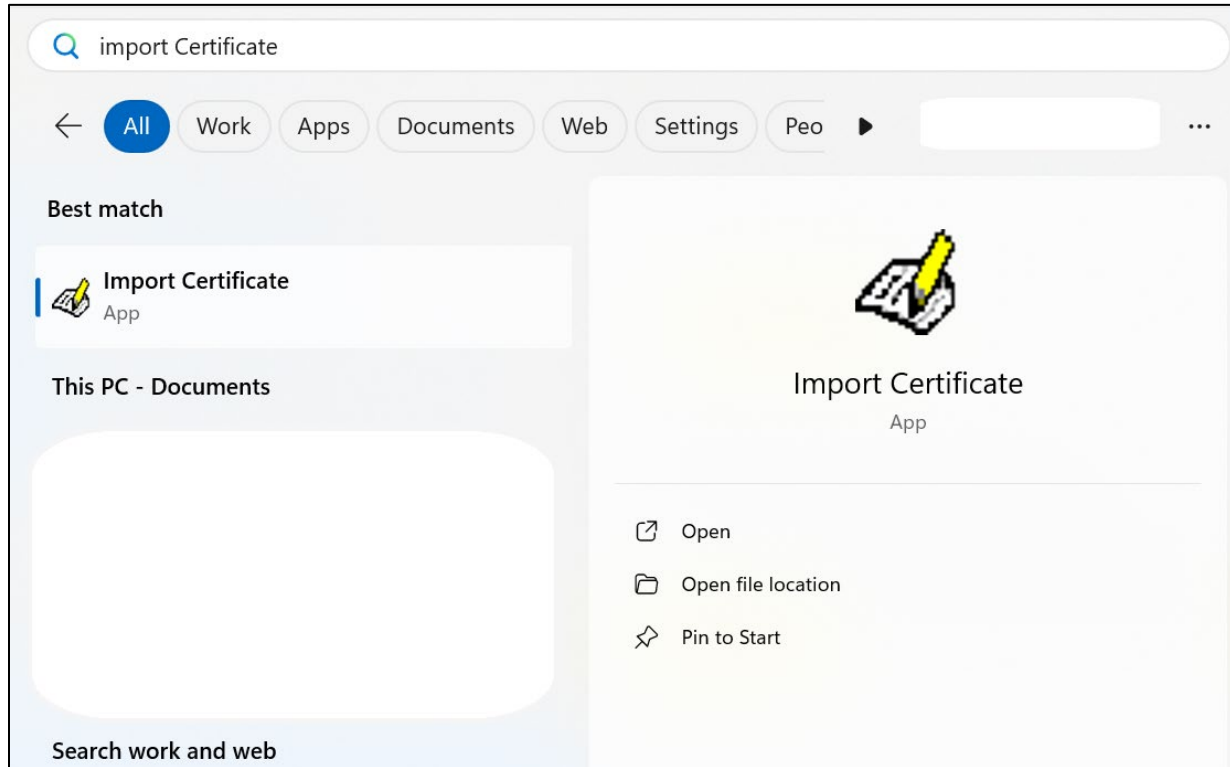 import Certificate
All Work Apps Documents Web Settings Peo
Best match
Import Certificate
App
This PC - Documents
Search work and web
Import Certificate
App
Open
Open file location
Pin to Start